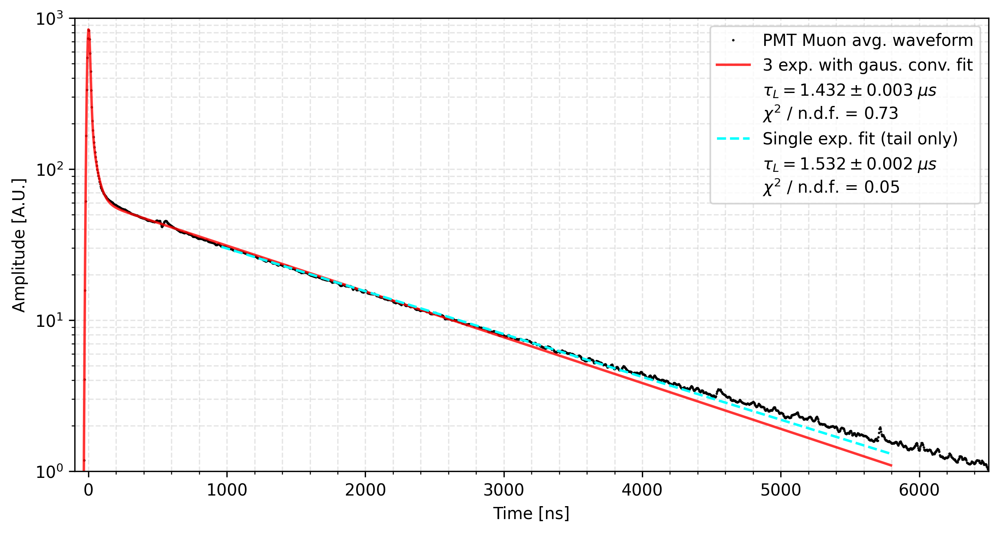 PMT Muon avg. waveform
3 exp. with gaus. conv. fit
τ_L = 1.432 ± 0.003 μs
χ² / n.d.f. = 0.73
Single exp. fit (tail only)
τ_L = 1.532 ± 0.002 μs
χ² / n.d.f. = 0.05
Amplitude [A.U.]
10³
10²
10¹
10⁰
0 1000 2000 3000 4000 5000 6000
Time [ns]